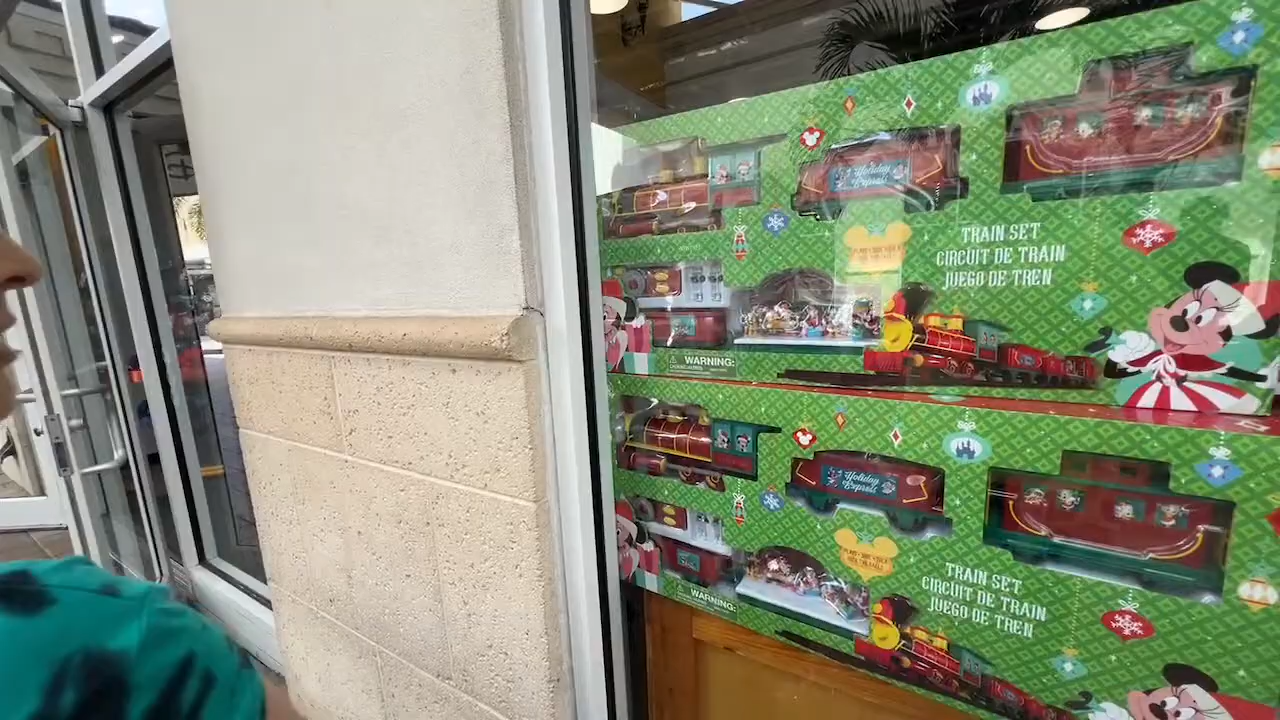 Holiday
Express
TRAIN SET
CIRCUIT DE TRAIN
JUEGO DE TREN
WARNING:
Holiday
Express
TRAIN SET
CIRCUIT DE TRAIN
JUEGO DE TREN
WARNING: